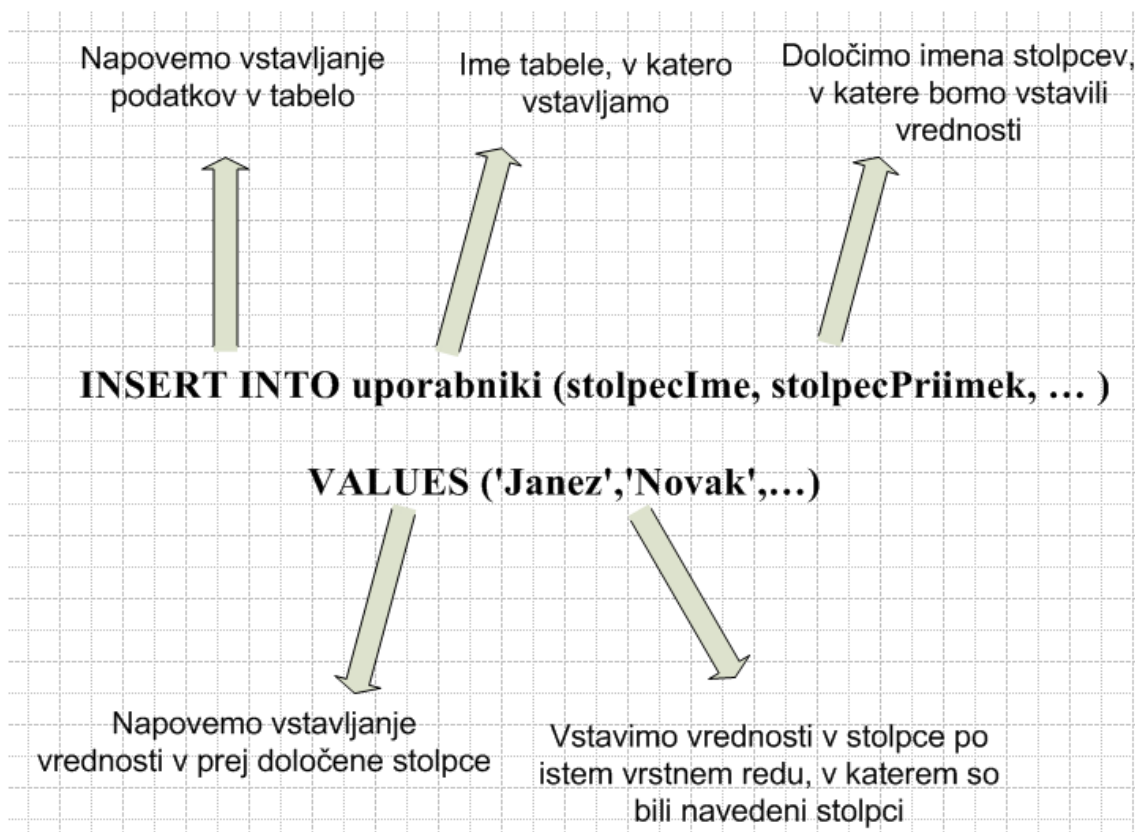 Napovemo vstavljanje
podatkov v tabelo
Ime tabele, v katero
vstavljamo
Določimo imena stolpcev,
v katere bomo vstavili
vrednosti
INSERT INTO uporabniki (stolpecIme, stolpecPriimek, … )
VALUES ('Janez','Novak',…)
Napovemo vstavljanje
vrednosti v prej določene stolpce
Vstavimo vrednosti v stolpce po
istem vrstnem redu, v katerem so
bili navedeni stolpci